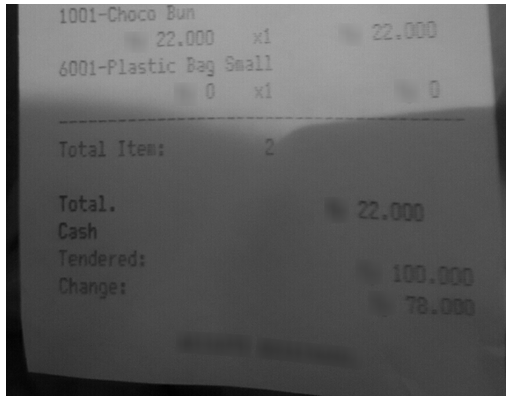 1001-Choco Bun
22.000 x1 22.000
6001-Plastic Bag Small
0 x1 0
Total Item: 2
Total. 22.000
Cash
Tendered: 100.000
Change: 78.000